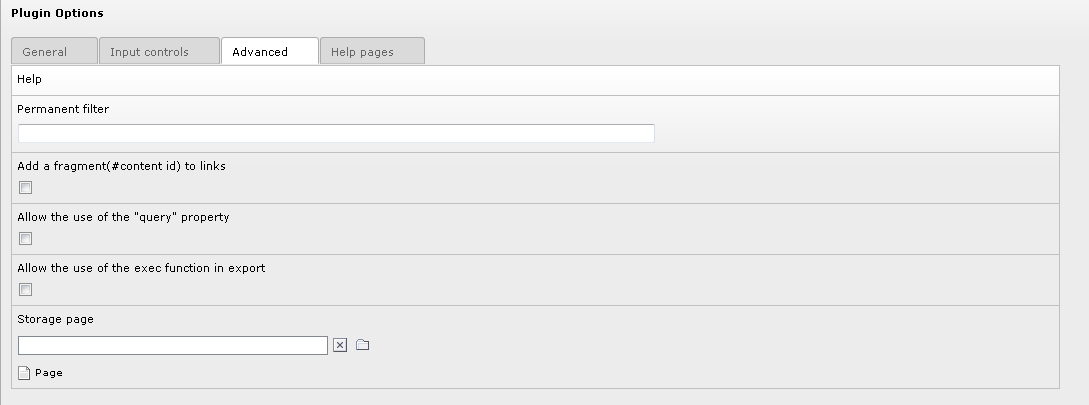 Plugin Options
General Input controls Advanced Help pages
Help
Permanent filter
Add a fragment(#content id) to links
Allow the use of the "query" property
Allow the use of the exec function in export
Storage page
Page